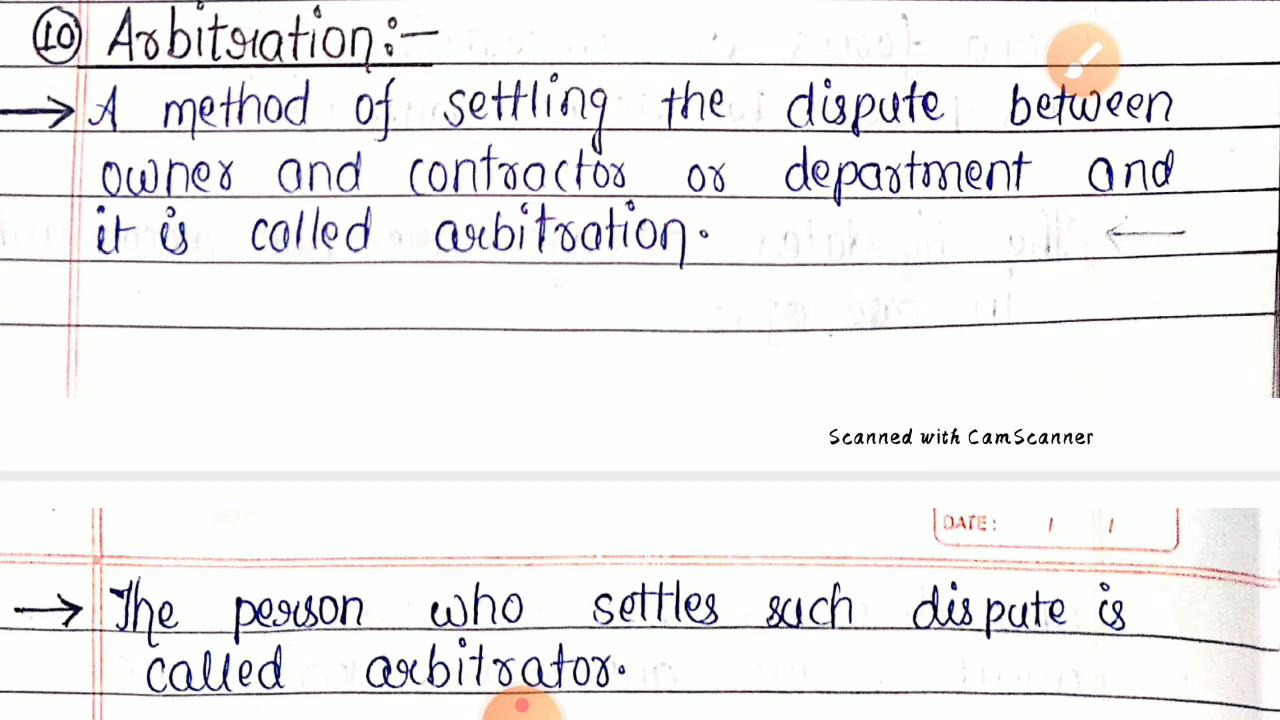 10 Arbitration:-
→ A method of settling the dispute between
owner and contractor or department and
it is called arbitration.
Scanned with CamScanner
DATE: / /
→ The person who settles such dispute is
called arbitrator.